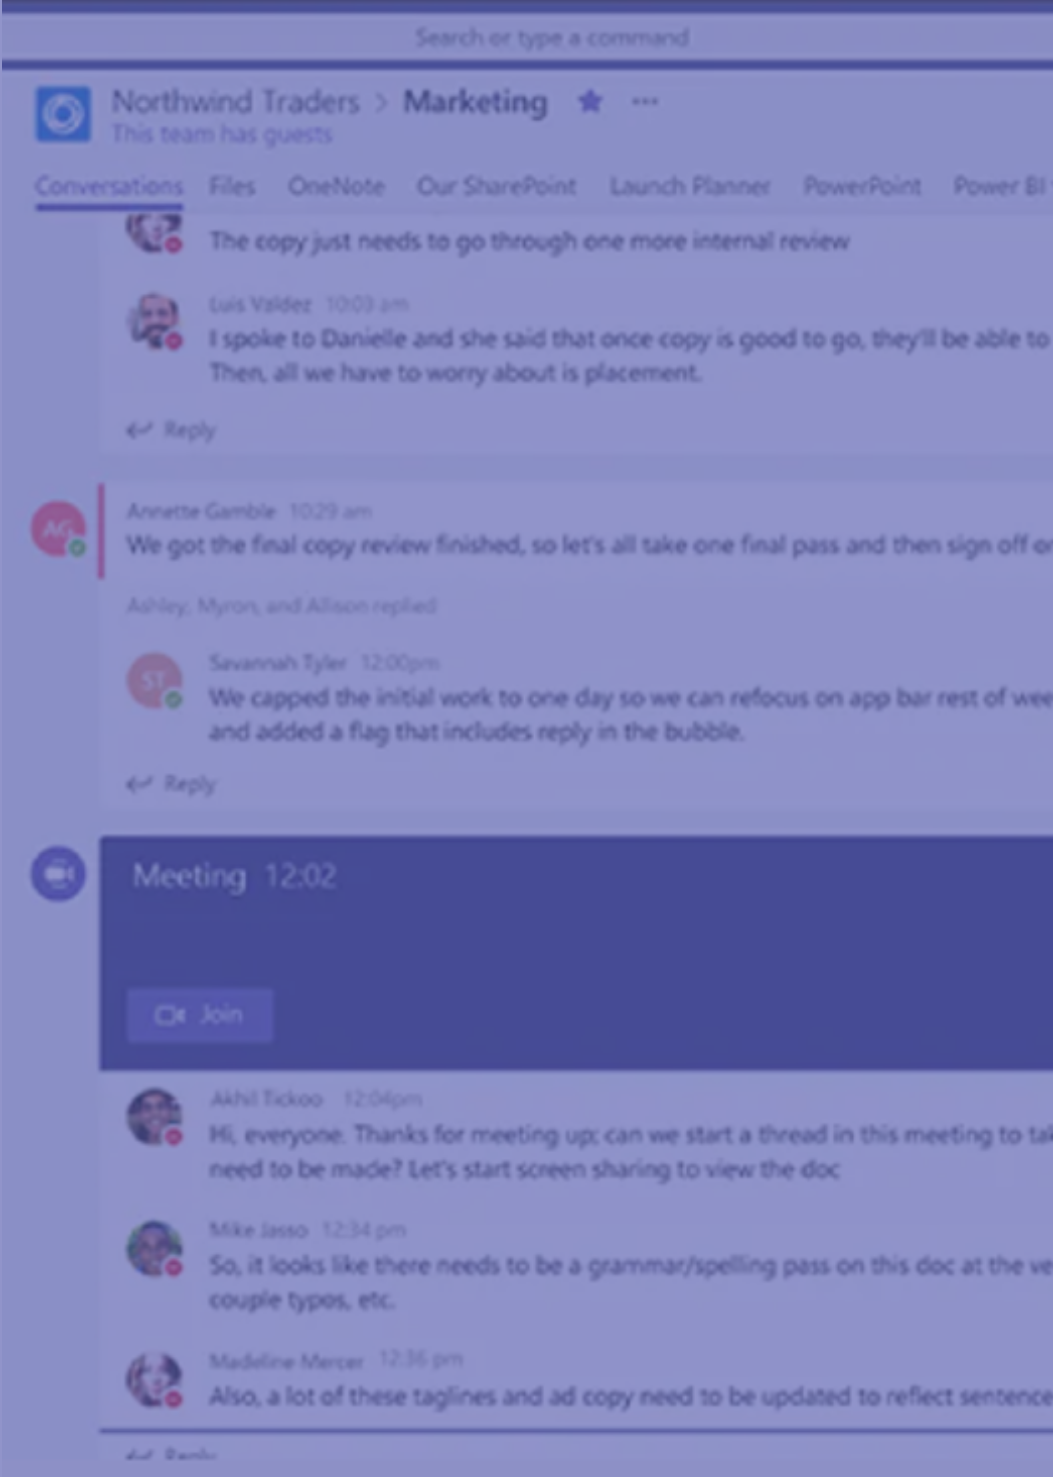 Search or type a command
Northwind Traders > Marketing ...
This team has guests
Conversations Files OneNote Our SharePoint Launch Planner PowerPoint Power BI
The copy just needs to go through one more internal review
Luis Valdez 10:03 am
I spoke to Danielle and she said that once copy is good to go, they'll be able to
Then, all we have to worry about is placement.
Reply
AG
Annette Gamble 10:29 am
We got the final copy review finished, so let's all take one final pass and then sign off
Ashley, Myron, and Allison replied
ST
Savannah Tyler 12:00pm
We capped the initial work to one day so we can refocus on app bar rest of
and added a flag that includes reply in the bubble.
Reply
Meeting 12:02
Join
Akhil Tickoo 12:04pm
Hi, everyone. Thanks for meeting up; can we start a thread in this meeting to
need to be made? Let's start screen sharing to view the doc
Mike Jasso 12:34 pm
So, it looks like there needs to be a grammar/spelling pass on this doc at the
couple typos, etc.
Madeline Mercer 12:36 pm
Also, a lot of these taglines and ad copy need to be updated to reflect sentence
Reply